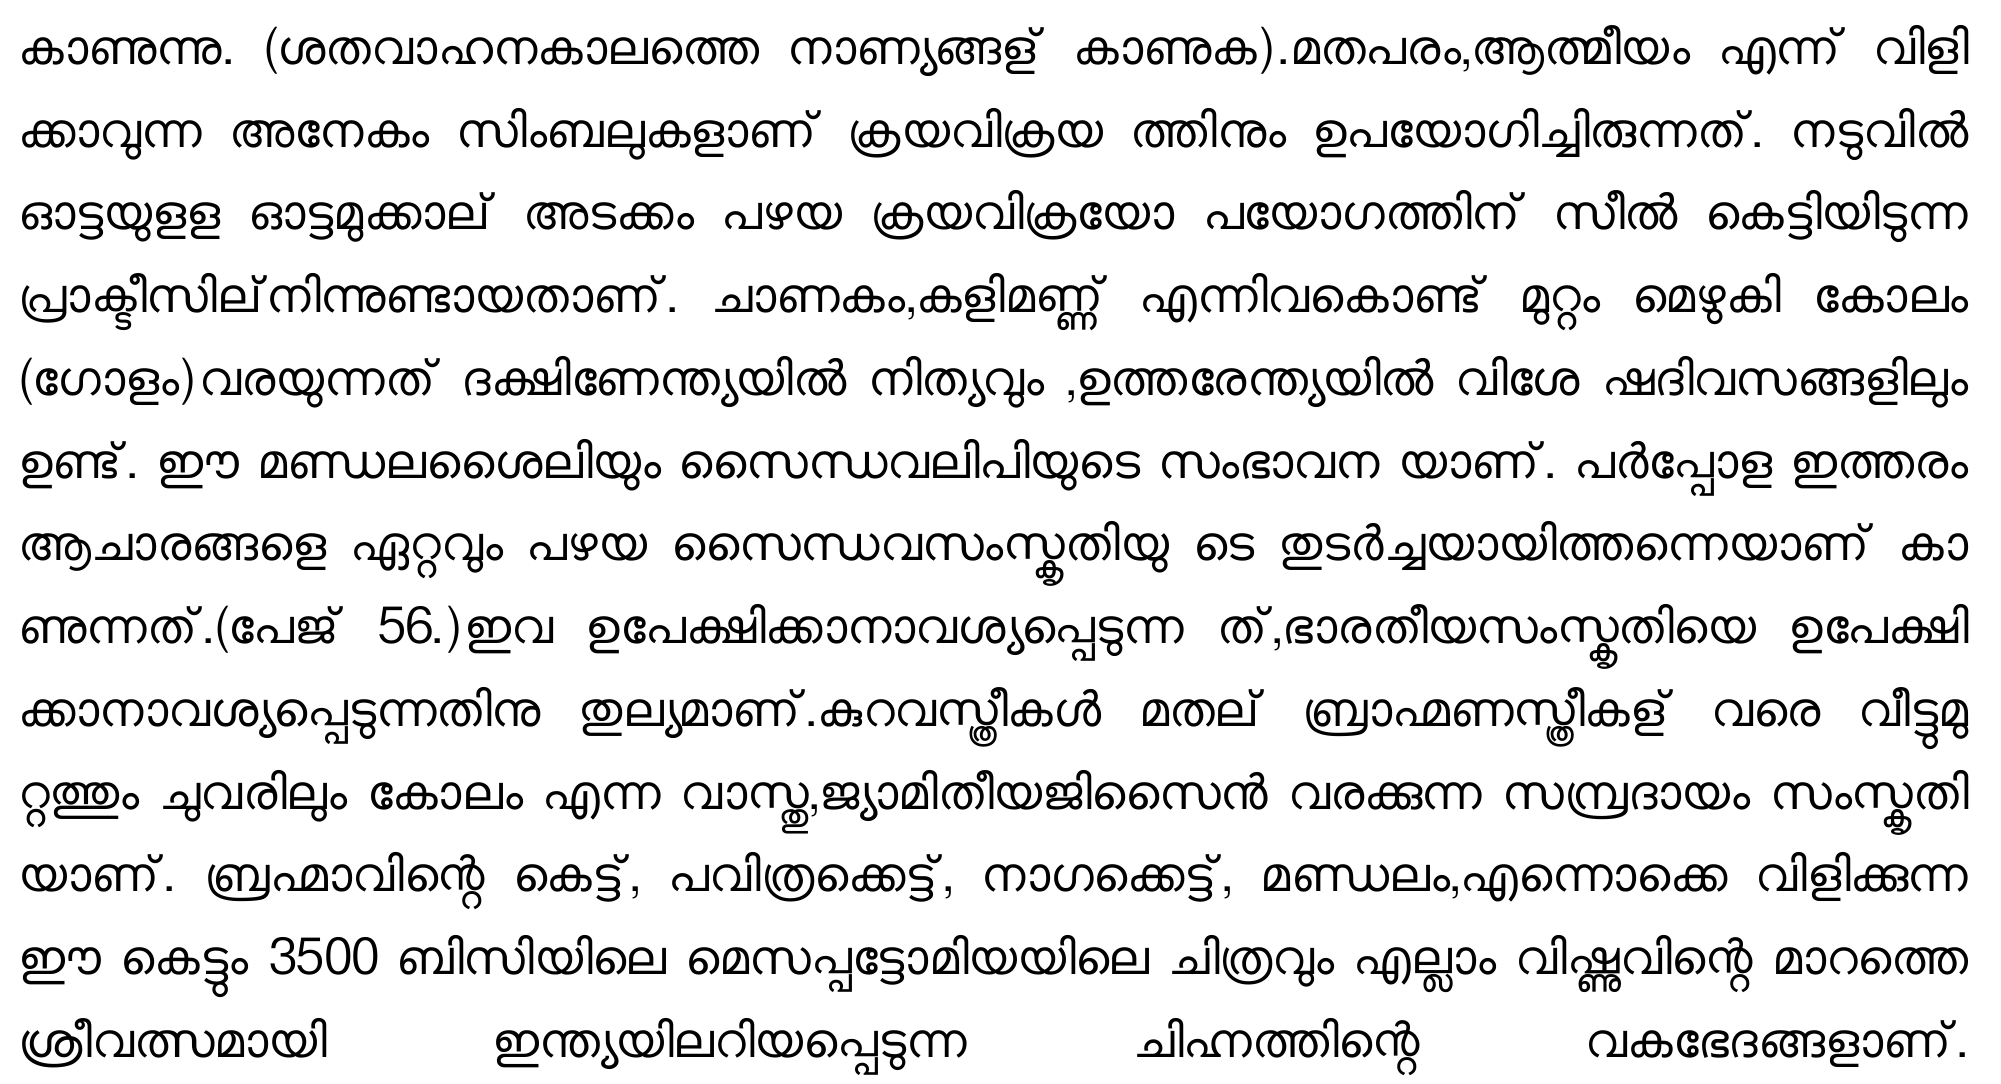 കാണുന്നു. (ശതവാഹനകാലത്തെ നാണ്യങ്ങള് കാണുക).മതപരം,ആത്മീയം എന്ന് വിളി
ക്കാവുന്ന അനേകം സിംബലുകളാണ് ക്രയവിക്രയ ത്തിനും ഉപയോഗിച്ചിരുന്നത്. നടുവിൽ
ഓട്ടയുളള ഓട്ടമുക്കാല് അടക്കം പഴയ ക്രയവിക്രയോ പയോഗത്തിന് സീൽ കെട്ടിയിടുന്ന
പ്രാക്ടീസില്നിന്നുണ്ടായതാണ്. ചാണകം,കളിമണ്ണ് എന്നിവകൊണ്ട് മുറ്റം മെഴുകി കോലം
(ഗോളം)വരയുന്നത് ദക്ഷിണേന്ത്യയിൽ നിത്യവും ,ഉത്തരേന്ത്യയിൽ വിശേ ഷദിവസങ്ങളിലും
ഉണ്ട്. ഈ മണ്ഡലശൈലിയും സൈന്ധവലിപിയുടെ സംഭാവന യാണ്. പർപ്പോള ഇത്തരം
ആചാരങ്ങളെ ഏറ്റവും പഴയ സൈന്ധവസംസ്കൃതിയു ടെ തുടർച്ചയായിത്തന്നെയാണ് കാ
ണുന്നത്.(പേജ് 56.)ഇവ ഉപേക്ഷിക്കാനാവശ്യപ്പെടുന്ന ത്,ഭാരതീയസംസ്കൃതിയെ ഉപേക്ഷി
ക്കാനാവശ്യപ്പെടുന്നതിനു തുല്യമാണ്.കുറവസ്ത്രീകൾ മതല് ബ്രാഹ്മണസ്ത്രീകള് വരെ വീട്ടുമു
റ്റത്തും ചുവരിലും കോലം എന്ന വാസ്തു,ജ്യാമിതീയജിസൈൻ വരക്കുന്ന സമ്പ്രദായം സംസ്കൃതി
യാണ്. ബ്രഹ്മാവിന്റെ കെട്ട്, പവിത്രക്കെട്ട്, നാഗക്കെട്ട്, മണ്ഡലം,എന്നൊക്കെ വിളിക്കുന്ന
ഈ കെട്ടും 3500 ബിസിയിലെ മെസപ്പട്ടോമിയയിലെ ചിത്രവും എല്ലാം വിഷ്ണുവിന്റെ മാറത്തെ
ശ്രീവത്സമായി ഇന്ത്യയിലറിയപ്പെടുന്ന ചിഹ്നത്തിന്റെ വകഭേദങ്ങളാണ്.